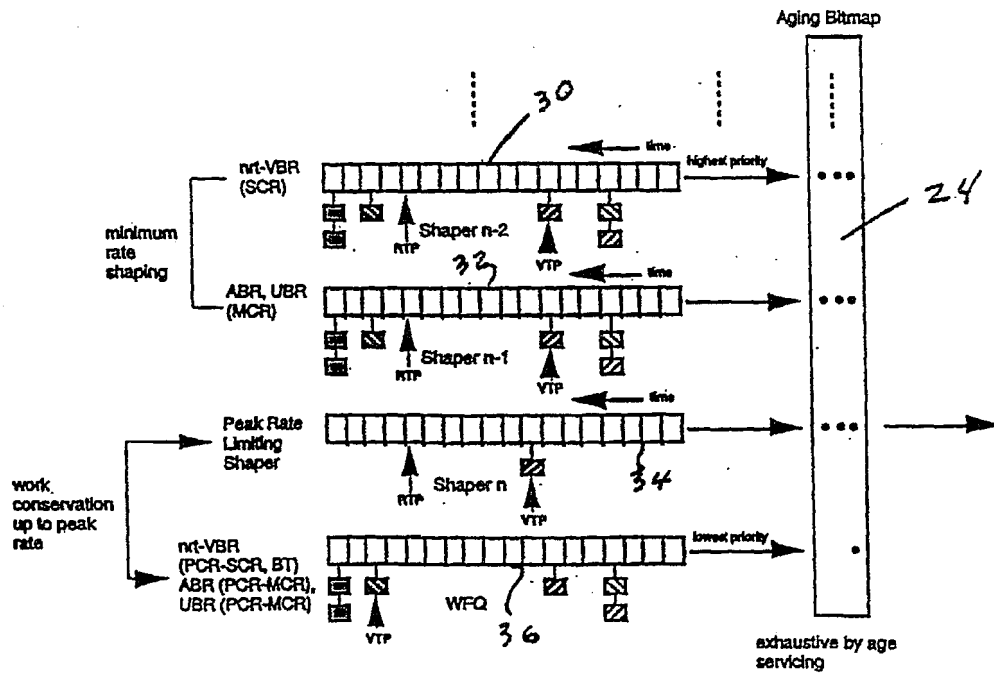 Aging Bitmap
30
time
highest priority
nrt-VBR
(SCR)
24
minimum
rate
shaping
RTP
Shaper n-2
VTP
32
time
ABR, UBR
(MCR)
RTP
Shaper n-1
VTP
time
Peak Rate
Limiting
Shaper
RTP
Shaper n
VTP
34
work
conservation
up to peak
rate
lowest priority
nrt-VBR
(PCR-SCR, BT)
ABR (PCR-MCR),
UBR (PCR-MCR)
VTP
WFQ
36
exhaustive by age
servicing